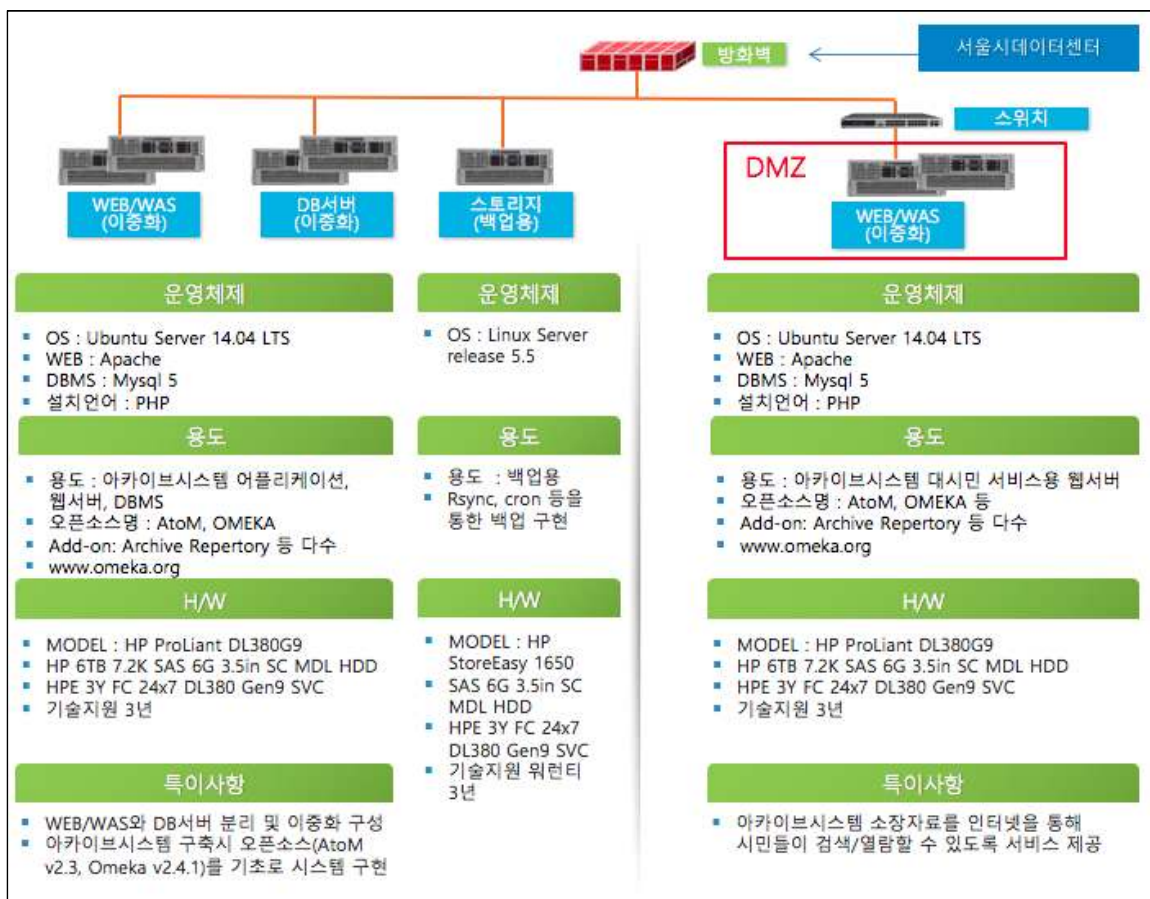 서울시데이터센터
방화벽
스위치
DMZ
WEB/WAS
(이중화)
DB서버
(이중화)
스토리지
(백업용)
WEB/WAS
(이중화)
운영체제
OS : Ubuntu Server 14.04 LTS
WEB : Apache
DBMS : Mysql 5
설치언어 : PHP
용도
용도 : 아카이브시스템 어플리케이션,
웹서버, DBMS
오픈소스명 : AtoM, OMEKA
Add-on: Archive Repertory 등 다수
www.omeka.org
H/W
MODEL : HP ProLiant DL380G9
HP 6TB 7.2K SAS 6G 3.5in SC MDL HDD
HPE 3Y FC 24x7 DL380 Gen9 SVC
기술지원 3년
특이사항
WEB/WAS와 DB서버 분리 및 이중화 구성
아카이브시스템 구축시 오픈소스(AtoM
v2.3, Omeka v2.4.1)를 기초로 시스템 구현
운영체제
OS : Linux Server
release 5.5
용도
용도 : 백업용
Rsync, cron 등을
통한 백업 구현
H/W
MODEL : HP
StoreEasy 1650
SAS 6G 3.5in SC
MDL HDD
HPE 3Y FC 24x7
DL380 Gen9 SVC
기술지원 워런티
3년
운영체제
OS : Ubuntu Server 14.04 LTS
WEB : Apache
DBMS : Mysql 5
설치언어 : PHP
용도
용도 : 아카이브시스템 대시민 서비스용 웹서버
오픈소스명 : AtoM, OMEKA 등
Add-on: Archive Repertory 등 다수
www.omeka.org
H/W
MODEL : HP ProLiant DL380G9
HP 6TB 7.2K SAS 6G 3.5in SC MDL HDD
HPE 3Y FC 24x7 DL380 Gen9 SVC
기술지원 3년
특이사항
아카이브시스템 소장자료를 인터넷을 통해
시민들이 검색/열람할 수 있도록 서비스 제공